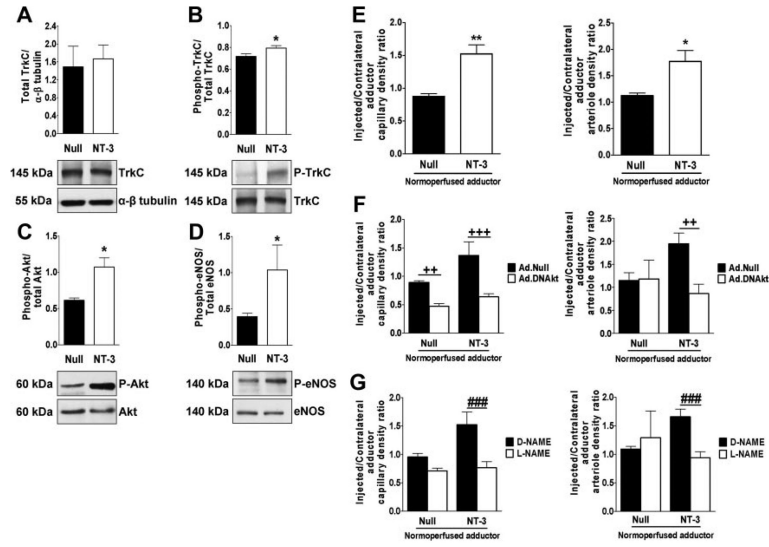 A
Total TrkC/
α-β tubulin
2.0
1.5
1.0
0.5
0.0
Null NT-3
145 kDa TrkC
55 kDa α-β tubulin
B
Phospho-TrkC/
Total TrkC
1.0
0.8
0.6
0.4
0.2
0.0
*
Null NT-3
145 kDa P-TrkC
145 kDa TrkC
C
Phospho-Akt/
total Akt
1.5
1.0
0.5
0.0
*
Null NT-3
60 kDa P-Akt
60 kDa Akt
D
Phospho-eNOS/
Total eNOS
1.5
1.0
0.5
0.0
*
Null NT-3
140 kDa P-eNOS
140 kDa eNOS
E
Injected/Contralateral
adductor
capillary density ratio
2.0
1.5
1.0
0.5
0.0
**
Null NT-3
Normoperfused adductor
Injected/Contralateral
adductor
arteriole density ratio
2.5
2.0
1.5
1.0
0.5
0.0
*
Null NT-3
Normoperfused adductor
F
Injected/Contralateral
adductor
capillary density ratio
2.0
1.5
1.0
0.5
0.0
++
+++
Ad.Null
Ad.DNAkt
Null NT-3
Normoperfused adductor
Injected/Contralateral
adductor
arteriole density ratio
2.5
2.0
1.5
1.0
0.5
0.0
++
Ad.Null
Ad.DNAkt
Null NT-3
Normoperfused adductor
G
Injected/Contralateral
adductor
capillary density ratio
2.0
1.5
1.0
0.5
0.0
###
D-NAME
L-NAME
Null NT-3
Normoperfused adductor
Injected/Contralateral
adductor
arteriole density ratio
2.0
1.5
1.0
0.5
0.0
###
D-NAME
L-NAME
Null NT-3
Normoperfused adductor